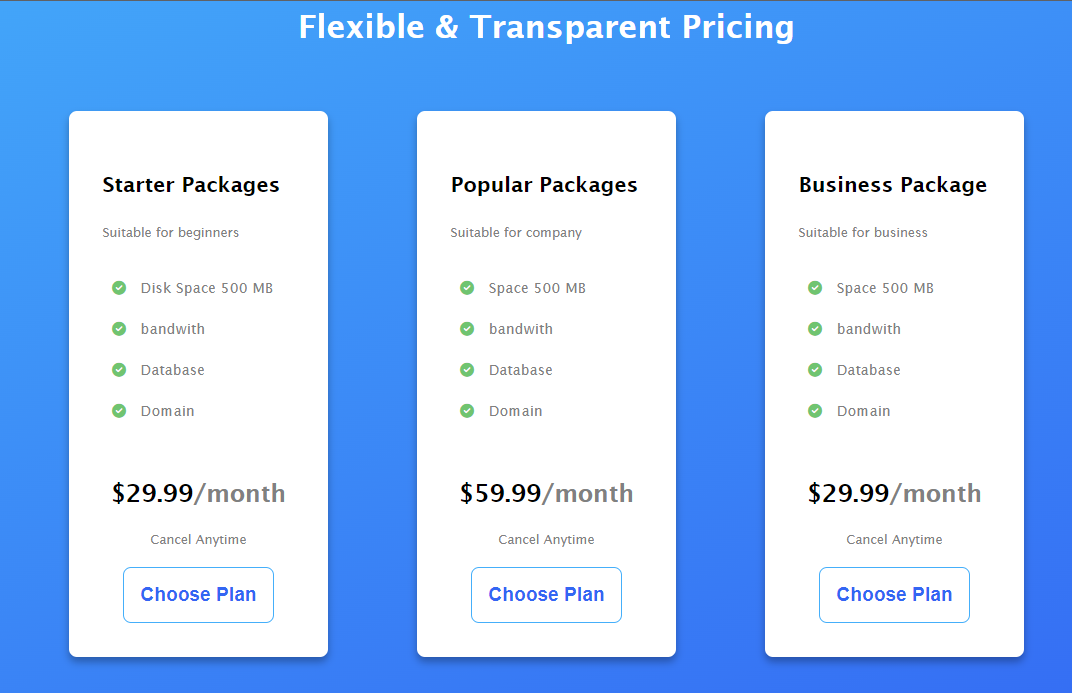 Flexible & Transparent Pricing
Starter Packages
Suitable for beginners
Disk Space 500 MB
bandwith
Database
Domain
$29.99/month
Cancel Anytime
Choose Plan
Popular Packages
Suitable for company
Space 500 MB
bandwith
Database
Domain
$59.99/month
Cancel Anytime
Choose Plan
Business Package
Suitable for business
Space 500 MB
bandwith
Database
Domain
$29.99/month
Cancel Anytime
Choose Plan